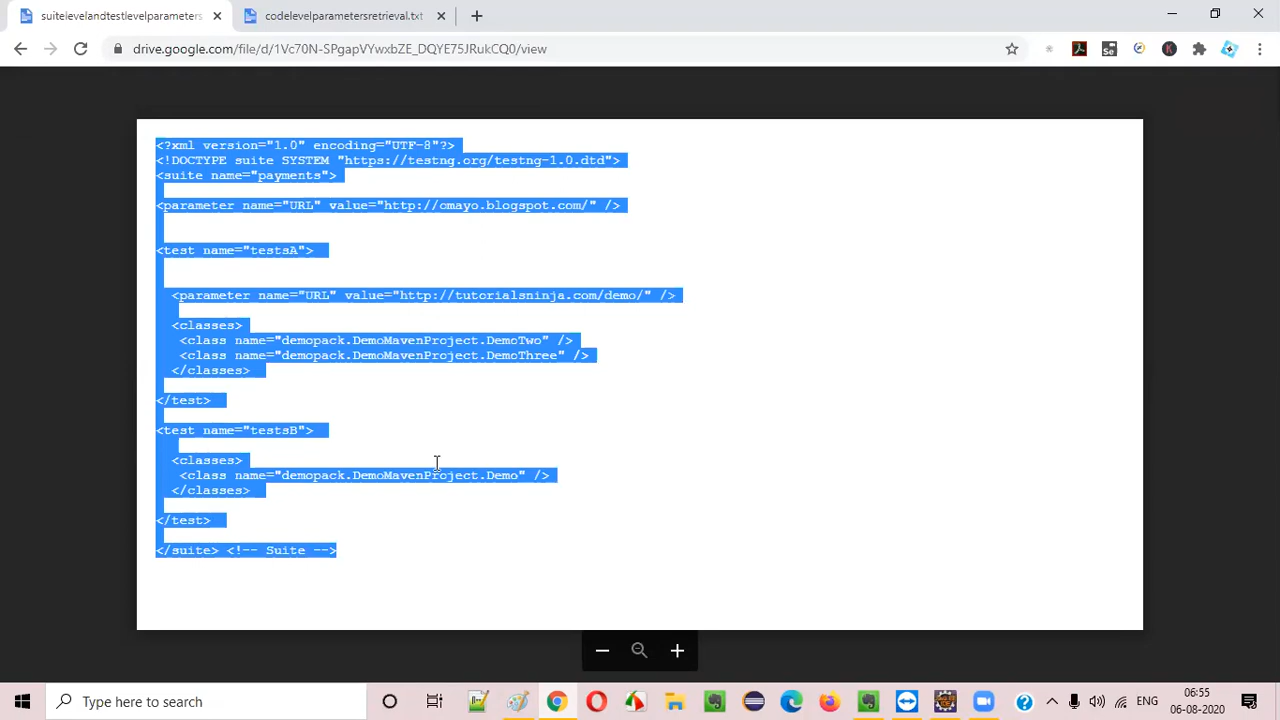 suitelevelandtestlevelparameters
codelevelparametersretrieval.txt
drive.google.com/file/d/1Vc70N-SPgapVYwxbZE_DQYE75JRukCQ0/view
<?xml version="1.0" encoding="UTF-8"?>
<!DOCTYPE suite SYSTEM "https://testng.org/testng-1.0.dtd">
<suite name="payments">
<parameter name="URL" value="http://omayo.blogspot.com/" />
<test name="testsA">
<parameter name="URL" value="http://tutorialsninja.com/demo/" />
<classes>
<class name="demopack.DemoMavenProject.DemoTwo" />
<class name="demopack.DemoMavenProject.DemoThree" />
</classes>
</test>
<test name="testsB">
<classes>
<class name="demopack.DemoMavenProject.Demo" />
</classes>
</test>
</suite> <!-- Suite -->
Type here to search
ENG
06:55
06-08-2020